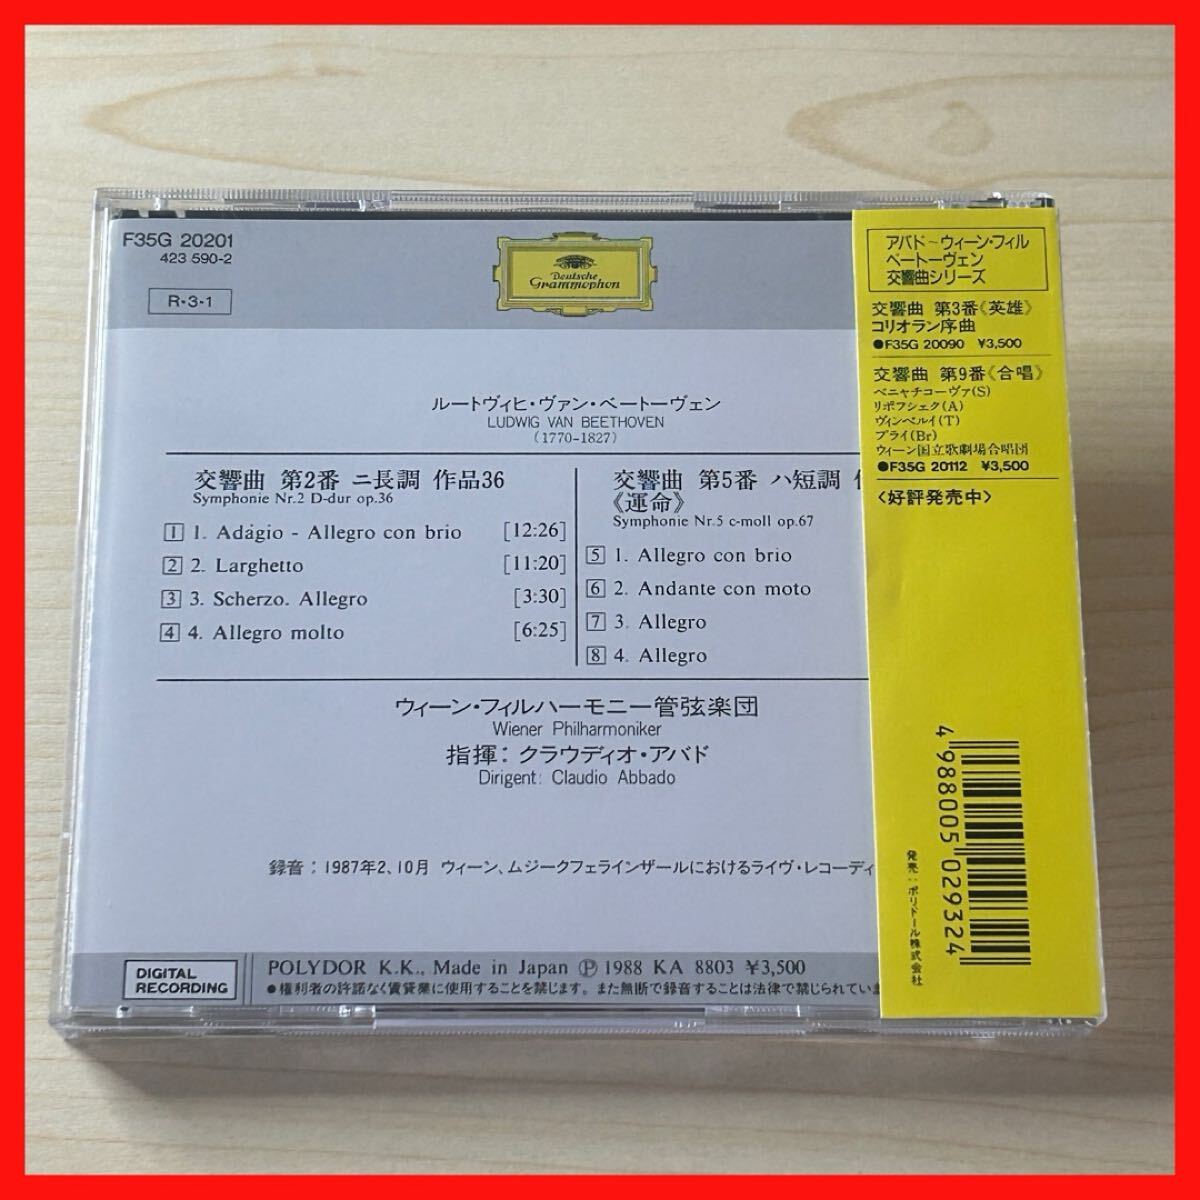 F35G 20201
423 590-2
R・3・1
Deutsche
Grammophon
ルートヴィヒ・ヴァン・ベートーヴェン
LUDWIG VAN BEETHOVEN
(1770-1827)
交響曲 第2番 ニ長調 作品36
Symphonie Nr.2 D-dur op.36
1 1. Adagio - Allegro con brio [12:26]
2 2. Larghetto [11:20]
3 3. Scherzo. Allegro [3:30]
4 4. Allegro molto [6:25]
交響曲 第5番 ハ短調
《運命》
Symphonie Nr.5 c-moll op.67
5 1. Allegro con brio
6 2. Andante con moto
7 3. Allegro
8 4. Allegro
ウィーン・フィルハーモニー管弦楽団
Wiener Philharmoniker
指揮：クラウディオ・アバド
Dirigent: Claudio Abbado
録音：1987年2、10月 ウィーン、ムジークフェラインザールにおけるライヴ・レコーディ
DIGITAL
RECORDING
POLYDOR K.K., Made in Japan Ⓟ 1988 KA 8803 ¥3,500
●権利者の許諾なく賃貸業に使用することを禁じます。また無断で録音することは法律で禁じられていま
アバド～ウィーン・フィル
ベートーヴェン
交響曲シリーズ
交響曲 第3番《英雄》
コリオラン序曲
●F35G 20090 ¥3,500
交響曲 第9番《合唱》
ベニャチコーヴァ(S)
リポフシェク(A)
ヴィンベルイ(T)
プライ(Br)
ウィーン国立歌劇場合唱団
●F35G 20112 ¥3,500
〈好評発売中〉
4 988005 029324
発売：ポリドール株式会社